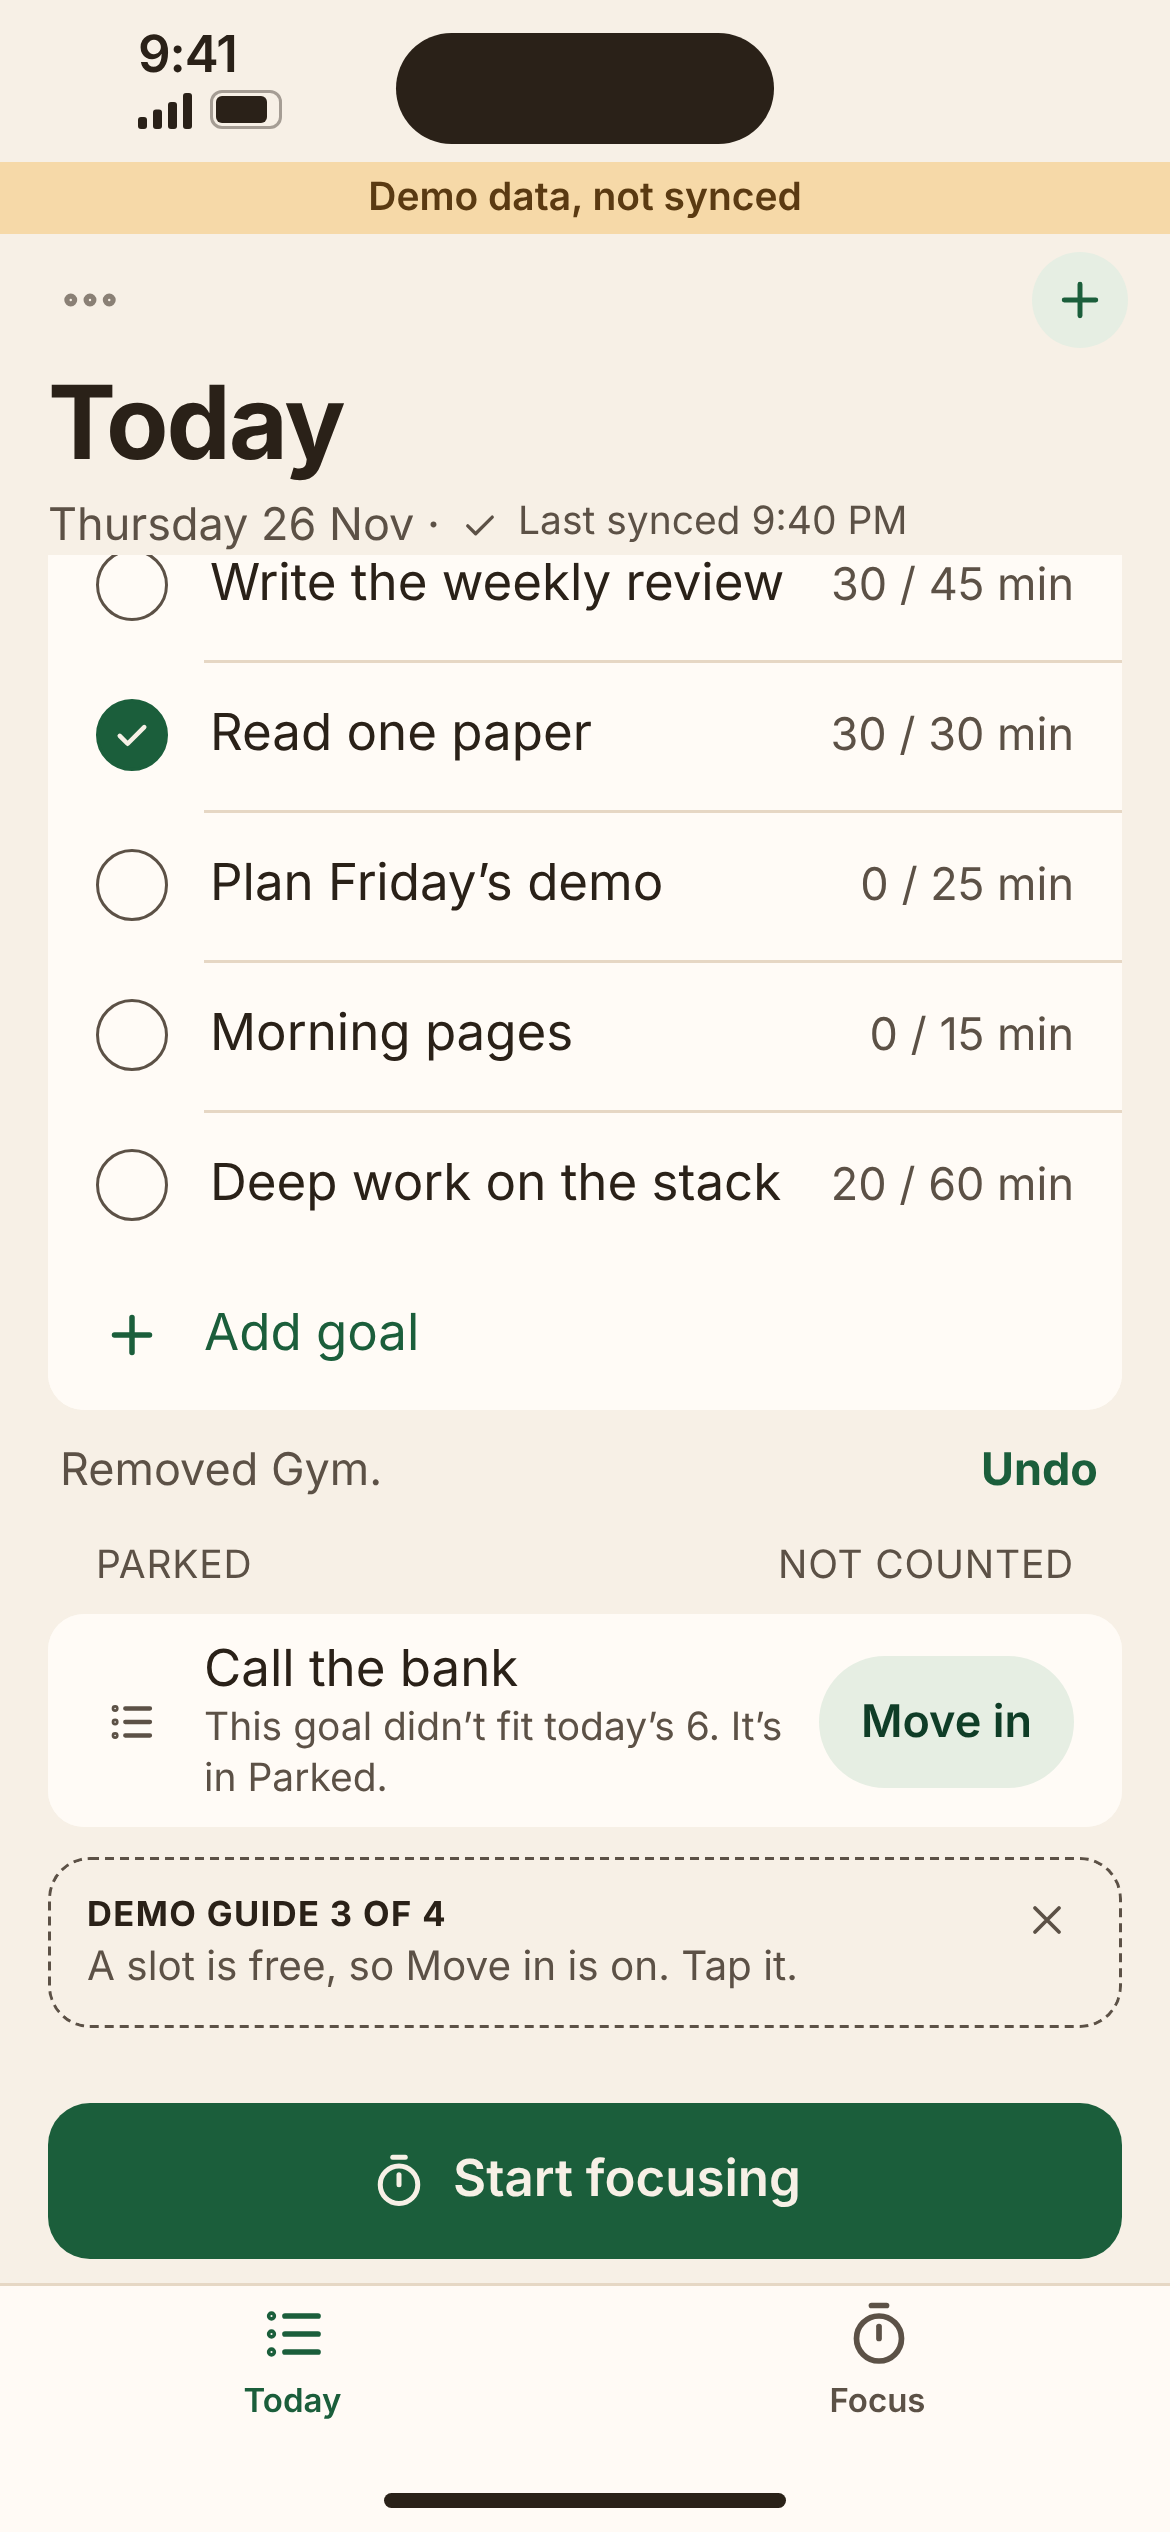 9:41
Demo data, not synced
Today
Thursday 26 Nov · Last synced 9:40 PM
Write the weekly review 30 / 45 min
Read one paper 30 / 30 min
Plan Friday’s demo 0 / 25 min
Morning pages 0 / 15 min
Deep work on the stack 20 / 60 min
Add goal
Removed Gym. Undo
PARKED NOT COUNTED
Call the bank
This goal didn’t fit today’s 6. It’s
in Parked.
Move in
DEMO GUIDE 3 OF 4
A slot is free, so Move in is on. Tap it.
Start focusing
Today Focus